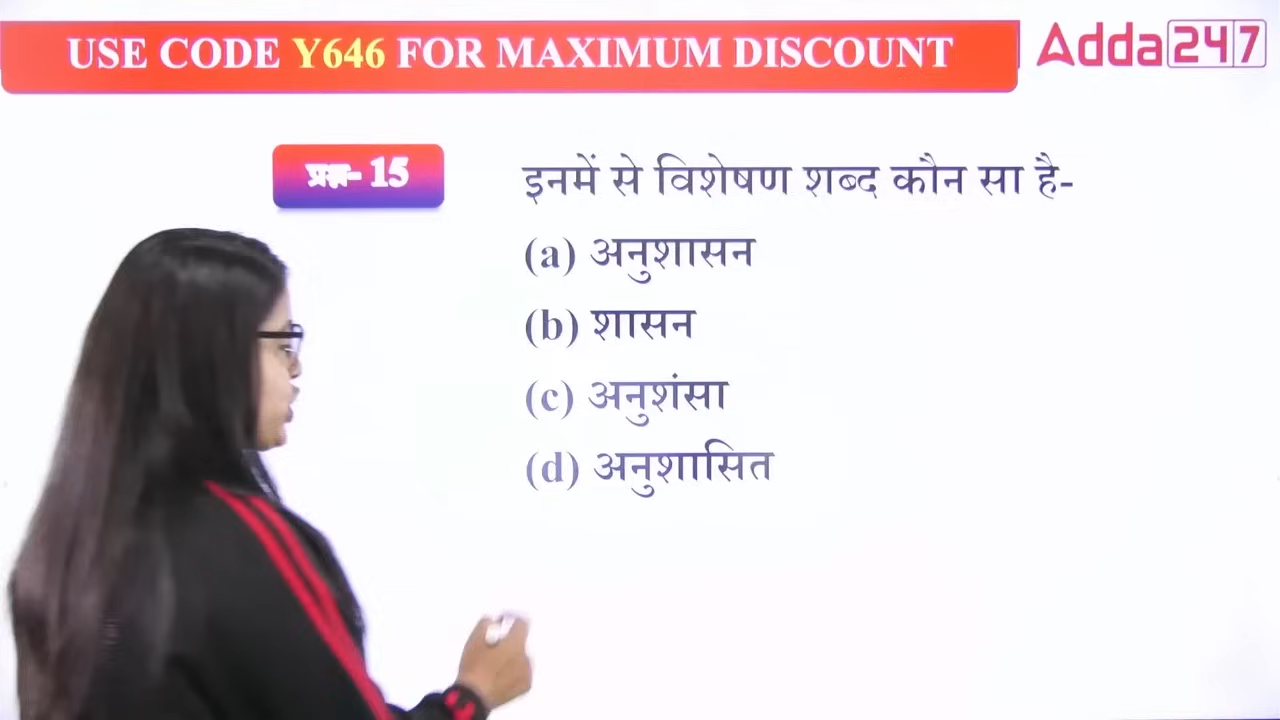 USE CODE Y646 FOR MAXIMUM DISCOUNT
Adda247
प्रश्न- 15
इनमें से विशेषण शब्द कौन सा है-
(a) अनुशासन
(b) शासन
(c) अनुशंसा
(d) अनुशासित